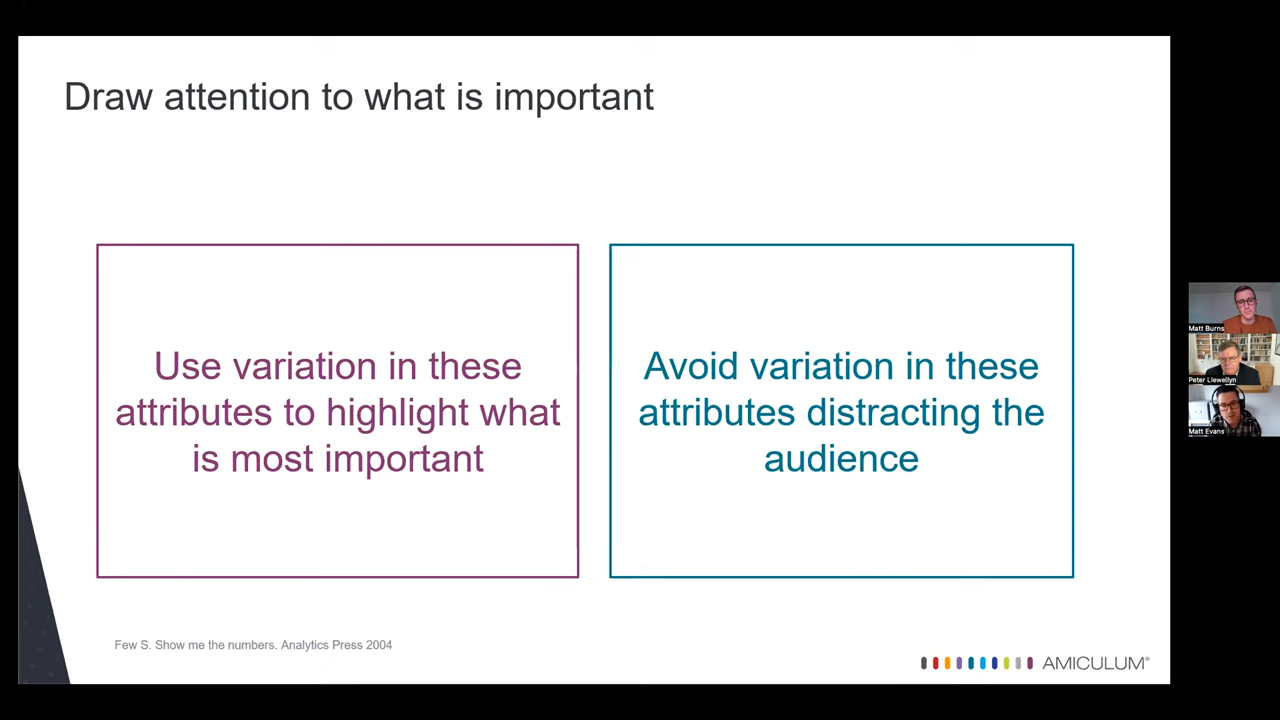 Draw attention to what is important
Use variation in these
attributes to highlight what
is most important
Avoid variation in these
attributes distracting the
audience
Few S. Show me the numbers. Analytics Press 2004
AMICULUM®
Matt Burns
Peter Llewellyn
Matt Evans